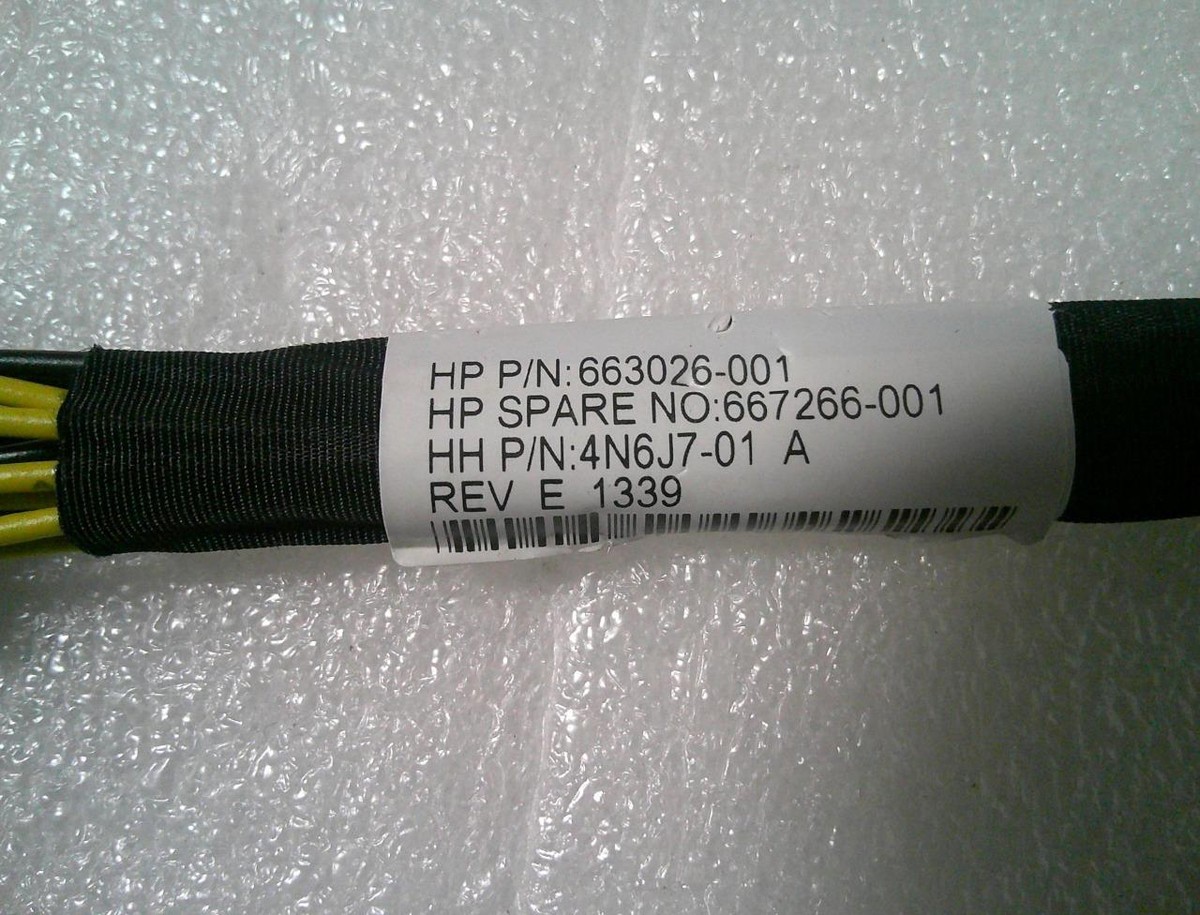 HP P/N:663026-001
HP SPARE NO:667266-001
HH P/N:4N6J7-01 A
REV E 1339